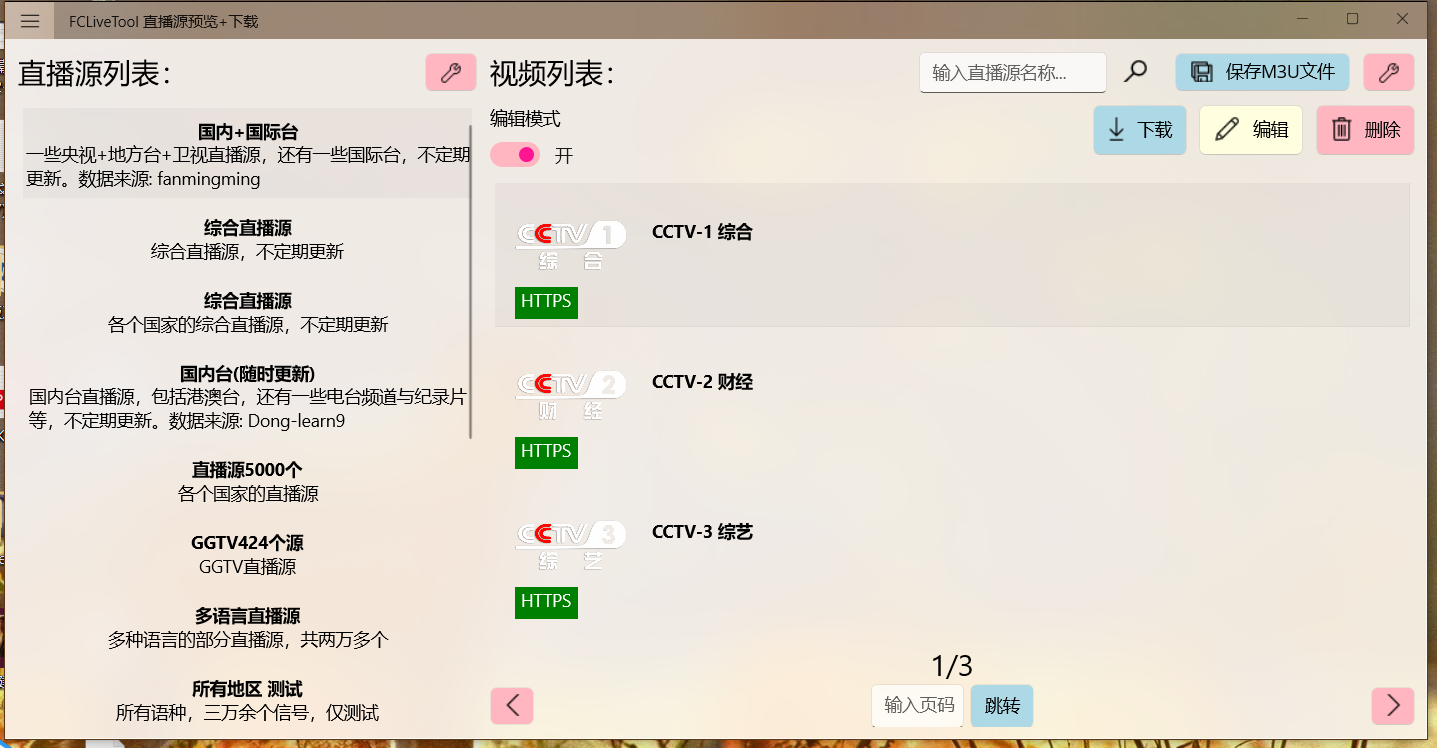 FCLiveTool 直播源预览+下载
直播源列表：
国内+国际台
一些央视+地方台+卫视直播源，还有一些国际台，不定期
更新。数据来源: fanmingming
综合直播源
综合直播源，不定期更新
综合直播源
各个国家的综合直播源，不定期更新
国内台(随时更新)
国内台直播源，包括港澳台，还有一些电台频道与纪录片
等，不定期更新。数据来源: Dong-learn9
直播源5000个
各个国家的直播源
GGTV424个源
GGTV直播源
多语言直播源
多种语言的部分直播源，共两万多个
所有地区 测试
所有语种，三万余个信号，仅测试
视频列表：
输入直播源名称...
保存M3U文件
编辑模式
开
下载
编辑
删除
CCTV 1
综 合
CCTV-1 综合
HTTPS
CCTV 2
财 经
CCTV-2 财经
HTTPS
CCTV 3
综 艺
CCTV-3 综艺
HTTPS
1/3
输入页码
跳转